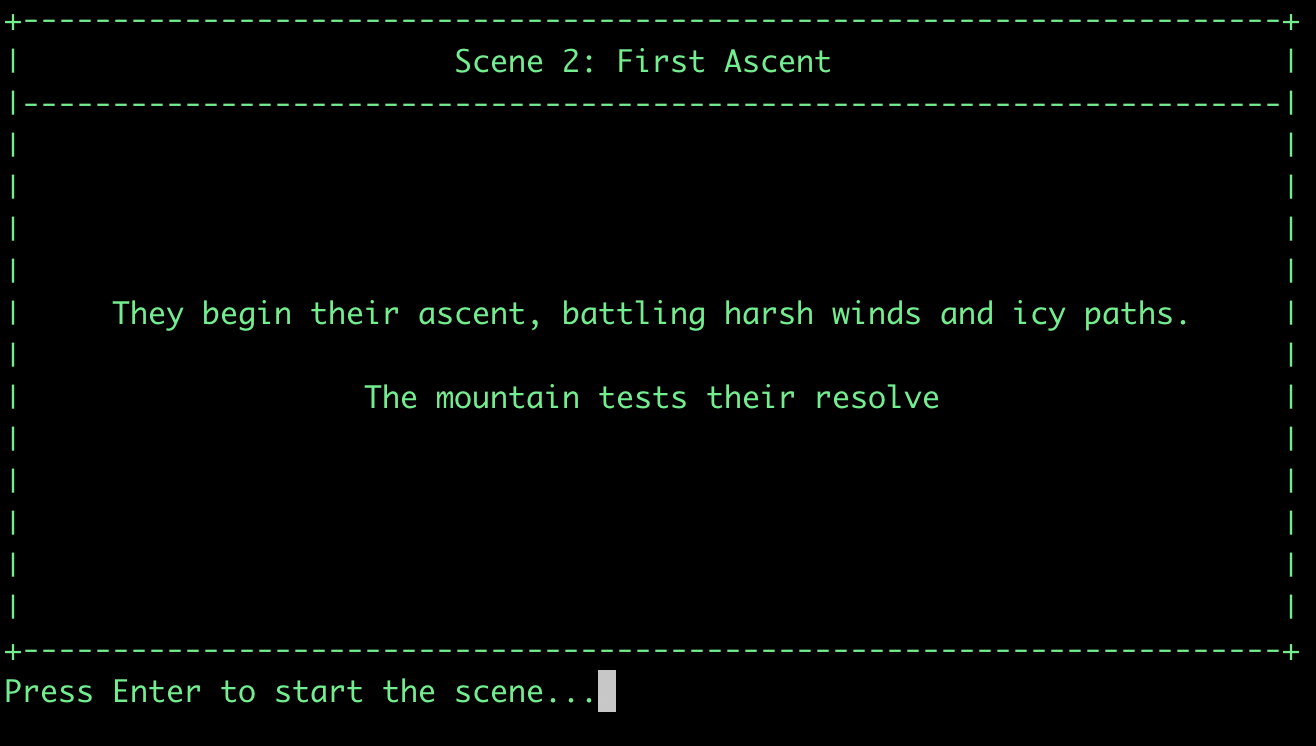 Scene 2: First Ascent
They begin their ascent, battling harsh winds and icy paths.
The mountain tests their resolve
Press Enter to start the scene...